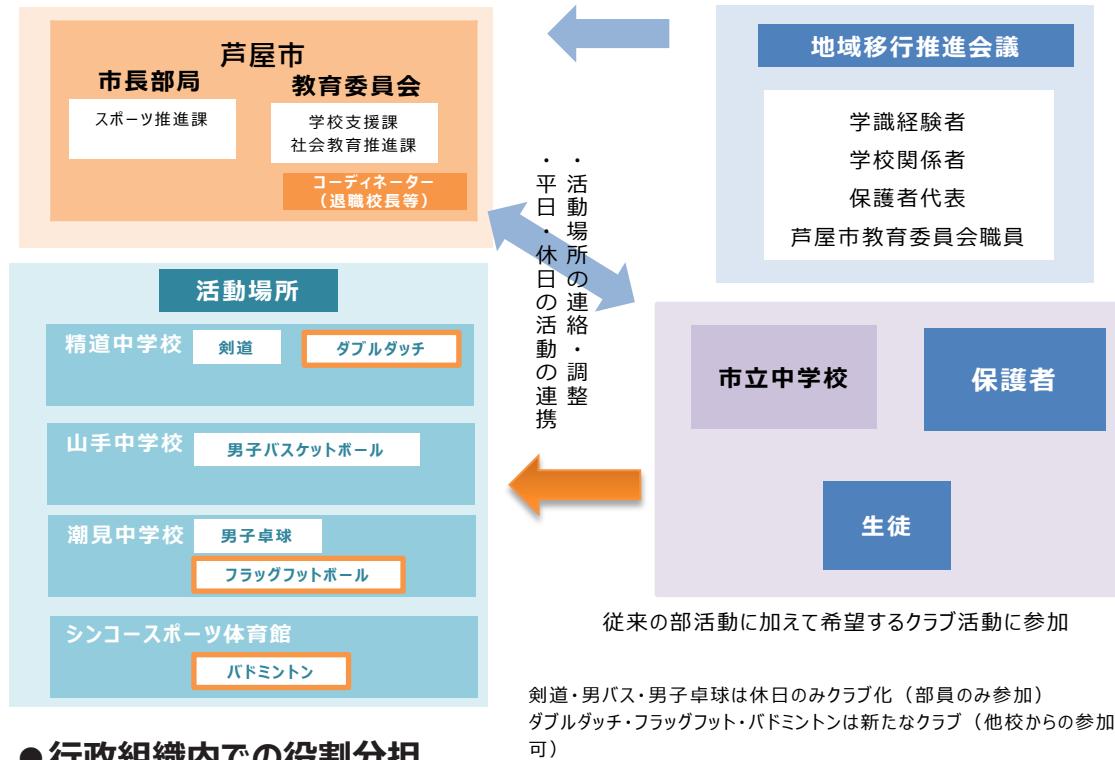 芦屋市
市長部局
スポーツ推進課
教育委員会
学校支援課
社会教育推進課
コーディネーター
（退職校長等）
地域移行推進会議
学識経験者
学校関係者
保護者代表
芦屋市教育委員会職員
・活動場所の連絡・調整
・平日・休日の活動の連携
活動場所
精道中学校
剣道
ダブルダッチ
山手中学校
男子バスケットボール
潮見中学校
男子卓球
フラッグフットボール
シンコースポーツ体育館
バドミントン
市立中学校
保護者
生徒
従来の部活動に加えて希望するクラブ活動に参加
剣道・男バス・男子卓球は休日のみクラブ化（部員のみ参加）
ダブルダッチ・フラッグフット・バドミントンは新たなクラブ（他校からの参加
可）
●行政組織内での役割分担